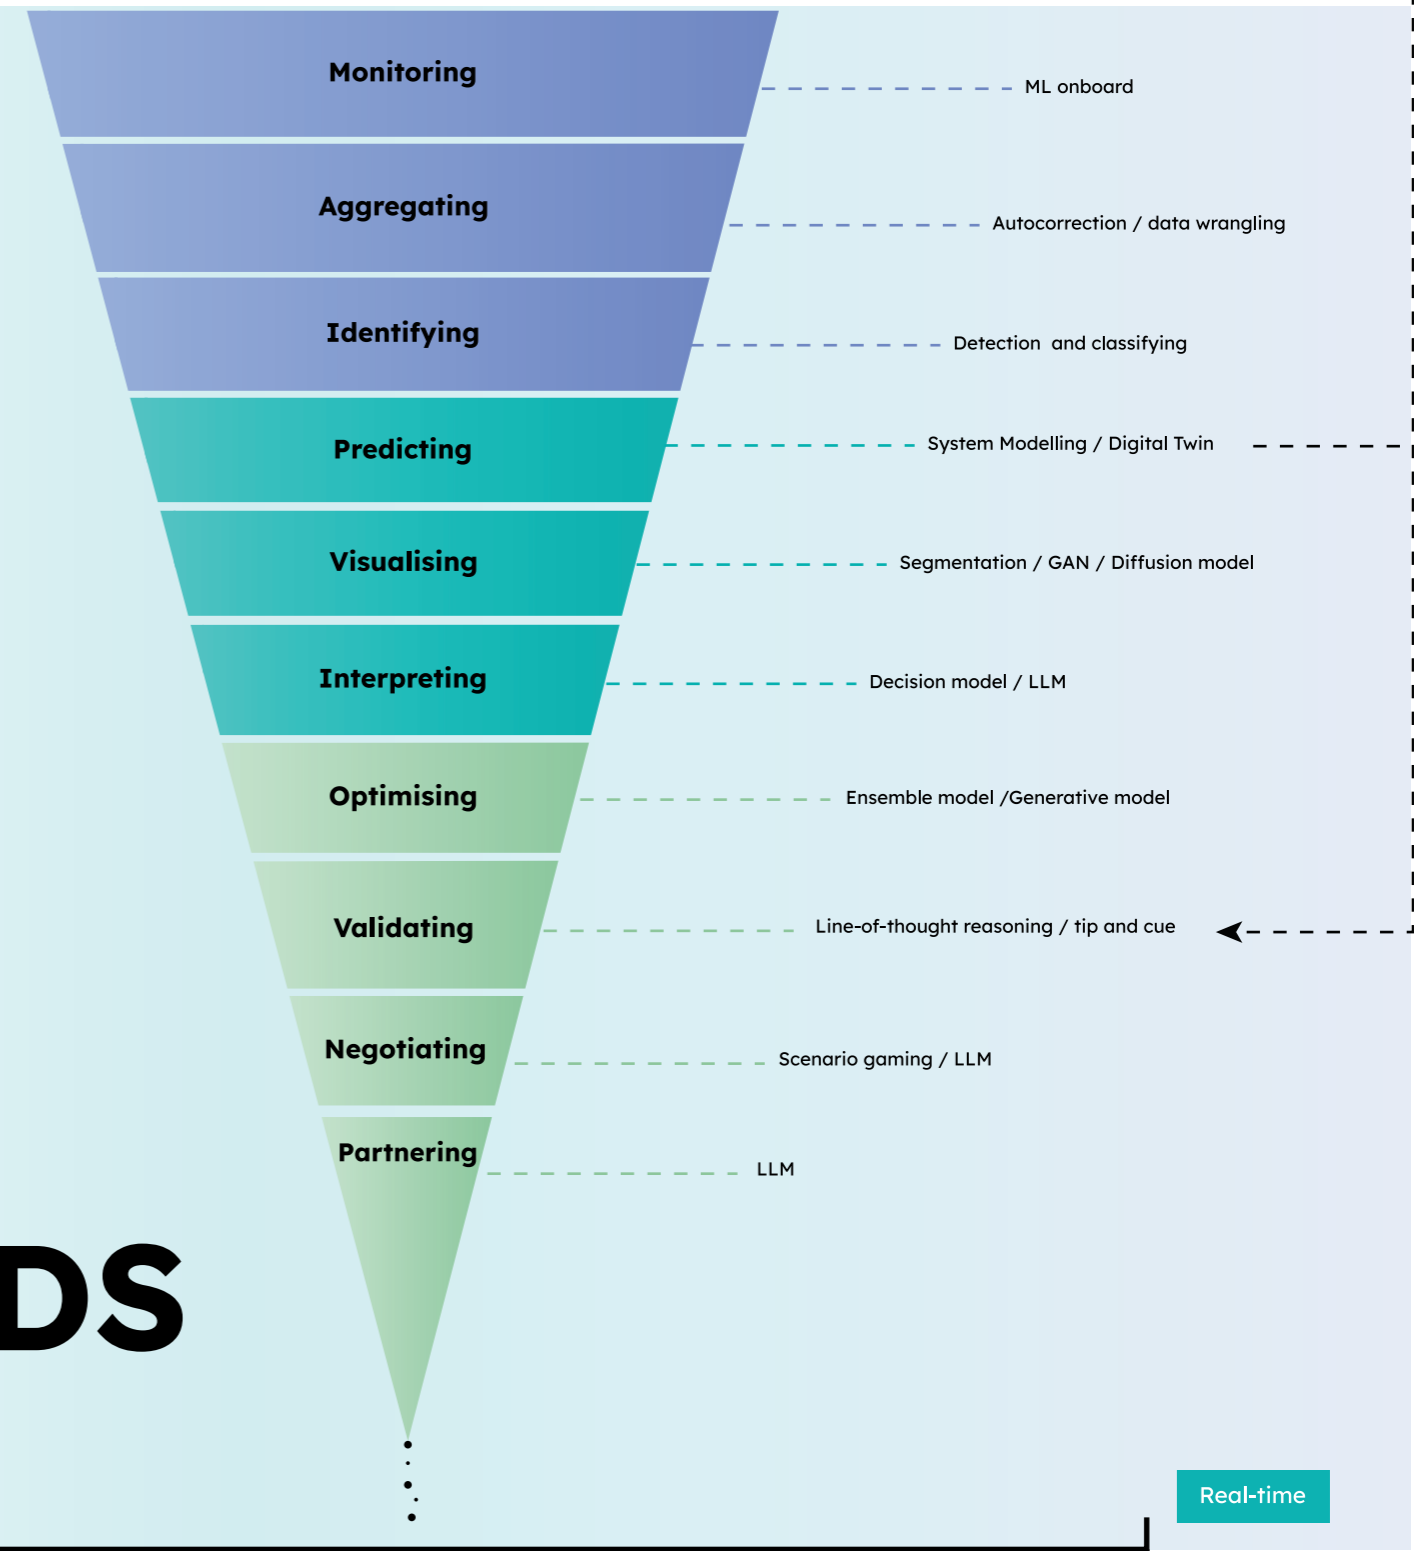 Monitoring
ML onboard
Aggregating
Autocorrection / data wrangling
Identifying
Detection and classifying
Predicting
System Modelling / Digital Twin
Visualising
Segmentation / GAN / Diffusion model
Interpreting
Decision model / LLM
Optimising
Ensemble model /Generative model
Validating
Line-of-thought reasoning / tip and cue
Negotiating
Scenario gaming / LLM
Partnering
LLM
DS
Real-time